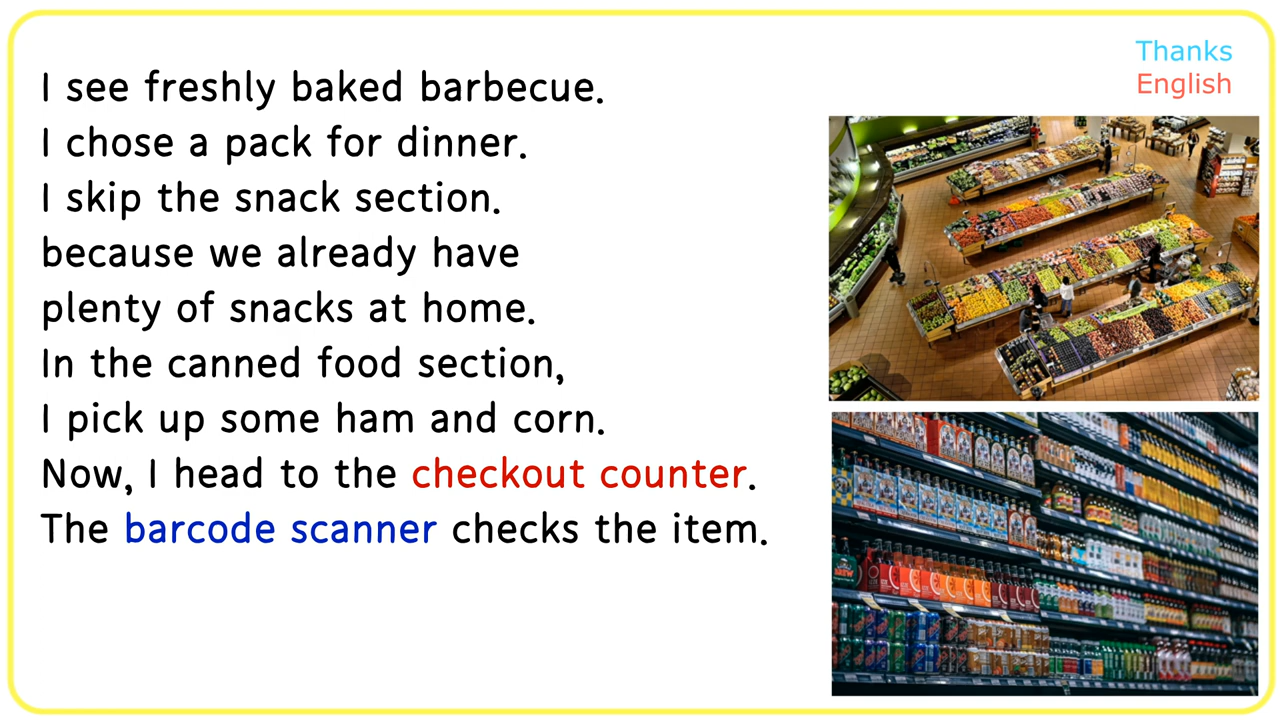 Thanks
English
I see freshly baked barbecue.
I chose a pack for dinner.
I skip the snack section.
because we already have
plenty of snacks at home.
In the canned food section,
I pick up some ham and corn.
Now, I head to the checkout counter.
The barcode scanner checks the item.